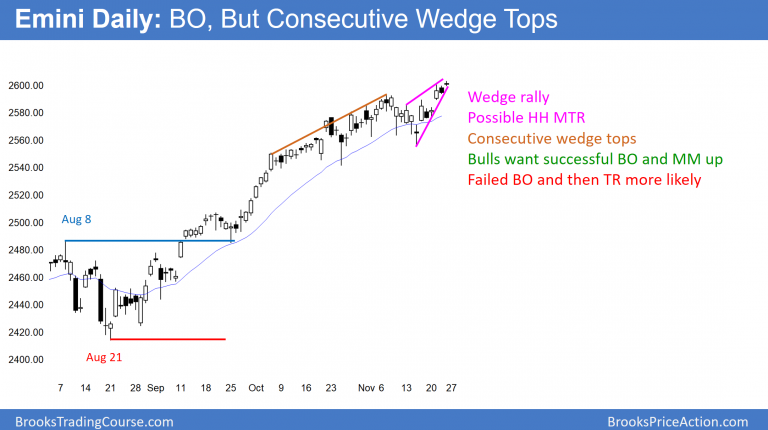 Emini Daily: BO, But Consecutive Wedge Tops
2600.00
2580.00
2560.00
2540.00
2520.00
2500.00
2480.00
2460.00
2440.00
2420.00
2400.00
Aug 8
Aug 21
Wedge rally
Possible HH MTR
Consecutive wedge tops
Bulls want successful BO and MM up
Failed BO and then TR more likely
7 14 21 28 Sep 11 18 25 Oct 9 16 23 30 Nov 6 13 20 27
BrooksTradingCourse.com BrooksPriceAction.com